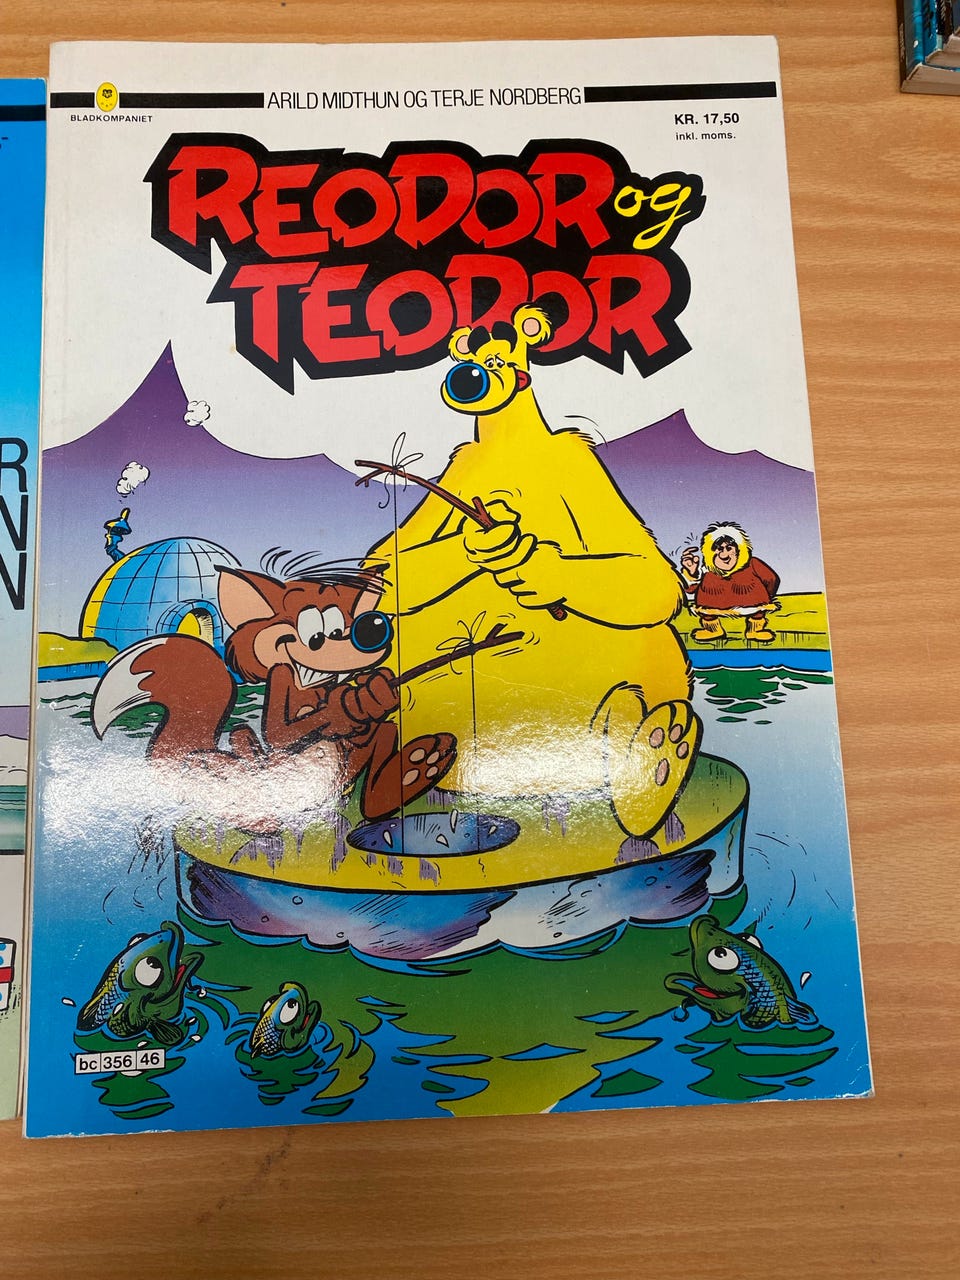 BLADKOMPANIET
ARILD MIDTHUN OG TERJE NORDBERG
KR. 17,50
inkl. moms.
REODOR og
TEODOR
R
N
N
bc 356 46